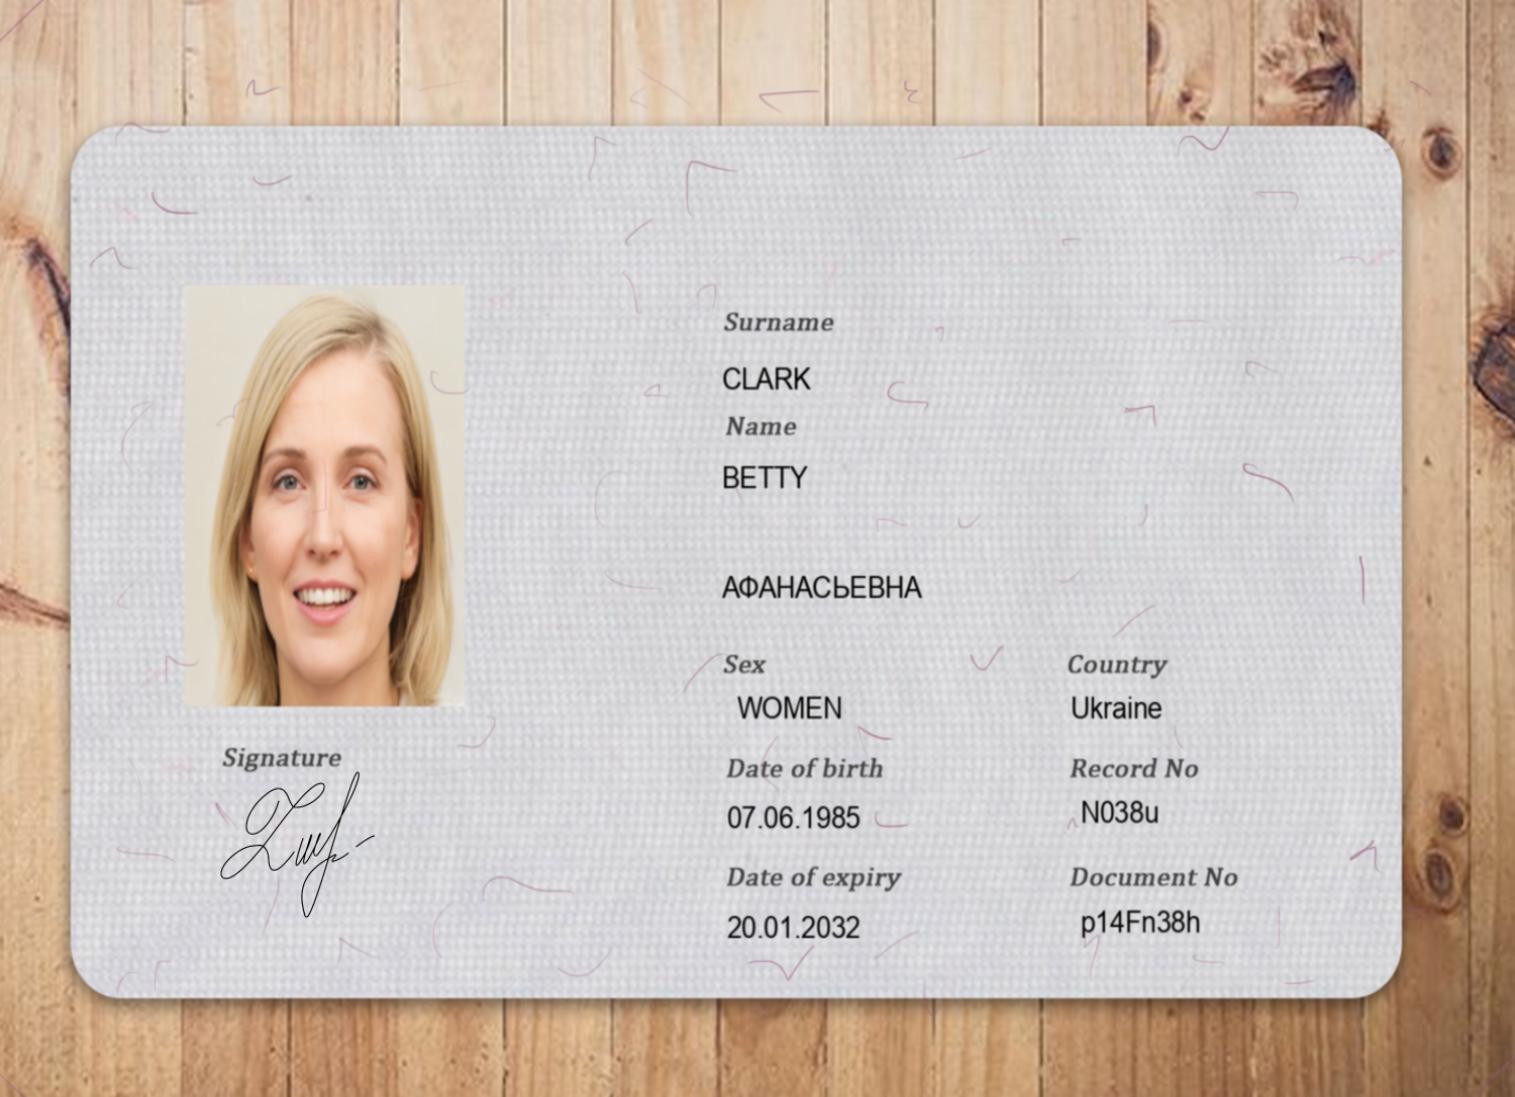 Surname
CLARK
Name
BETTY
АФАНАСЬЕВНА
Sex
Country
WOMEN
Ukraine
Date of birth
Record No
07.06.1985
N038u
Date of expiry
Document No
20.01.2032
p14Fn38h
Signature